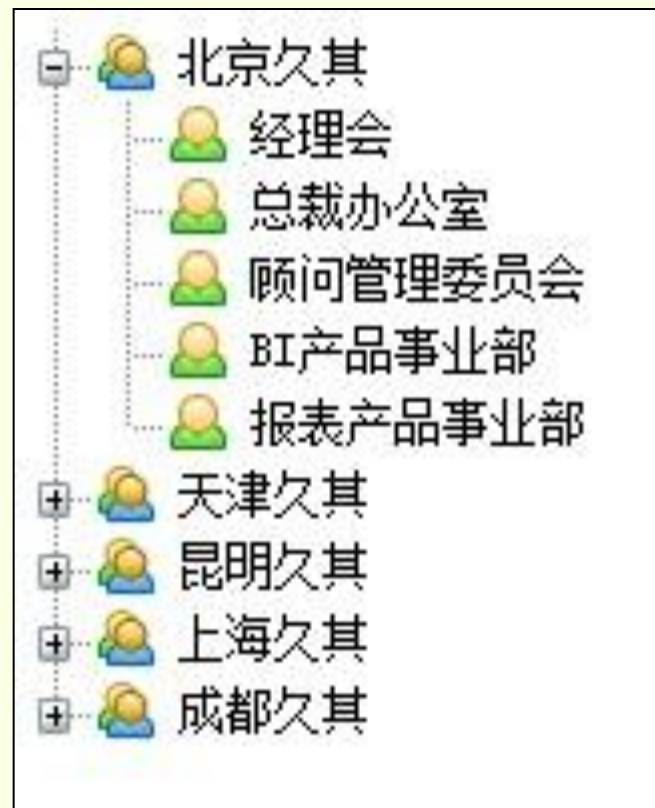 北京久其
经理会
总裁办公室
顾问管理委员会
BI产品事业部
报表产品事业部
天津久其
昆明久其
上海久其
成都久其